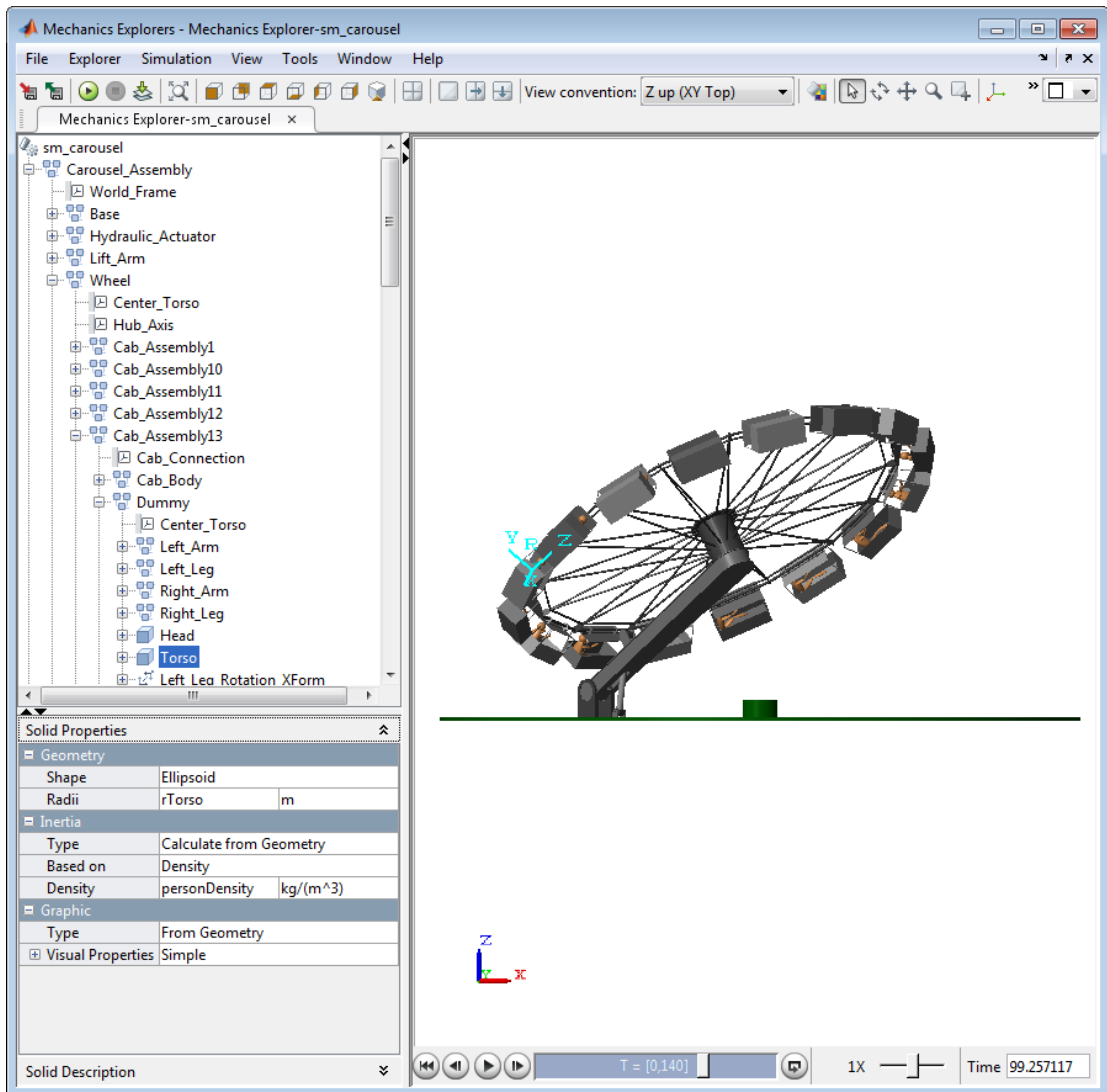 Mechanics Explorers - Mechanics Explorer-sm_carousel
File Explorer Simulation View Tools Window Help
View convention: Z up (XY Top)
Mechanics Explorer-sm_carousel
sm_carousel
Carousel_Assembly
World_Frame
Base
Hydraulic_Actuator
Lift_Arm
Wheel
Center_Torso
Hub_Axis
Cab_Assembly1
Cab_Assembly10
Cab_Assembly11
Cab_Assembly12
Cab_Assembly13
Cab_Connection
Cab_Body
Dummy
Center_Torso
Left_Arm
Left_Leg
Right_Arm
Right_Leg
Head
Torso
Left_Leg_Rotation_XForm
Y R Z
X
Solid Properties
Geometry
Shape Ellipsoid
Radii rTorso m
Inertia
Type Calculate from Geometry
Based on Density
Density personDensity kg/(m^3)
Graphic
Type From Geometry
Visual Properties Simple
Solid Description
Z
Y X
T = [0,140]
1X
Time 99.257117